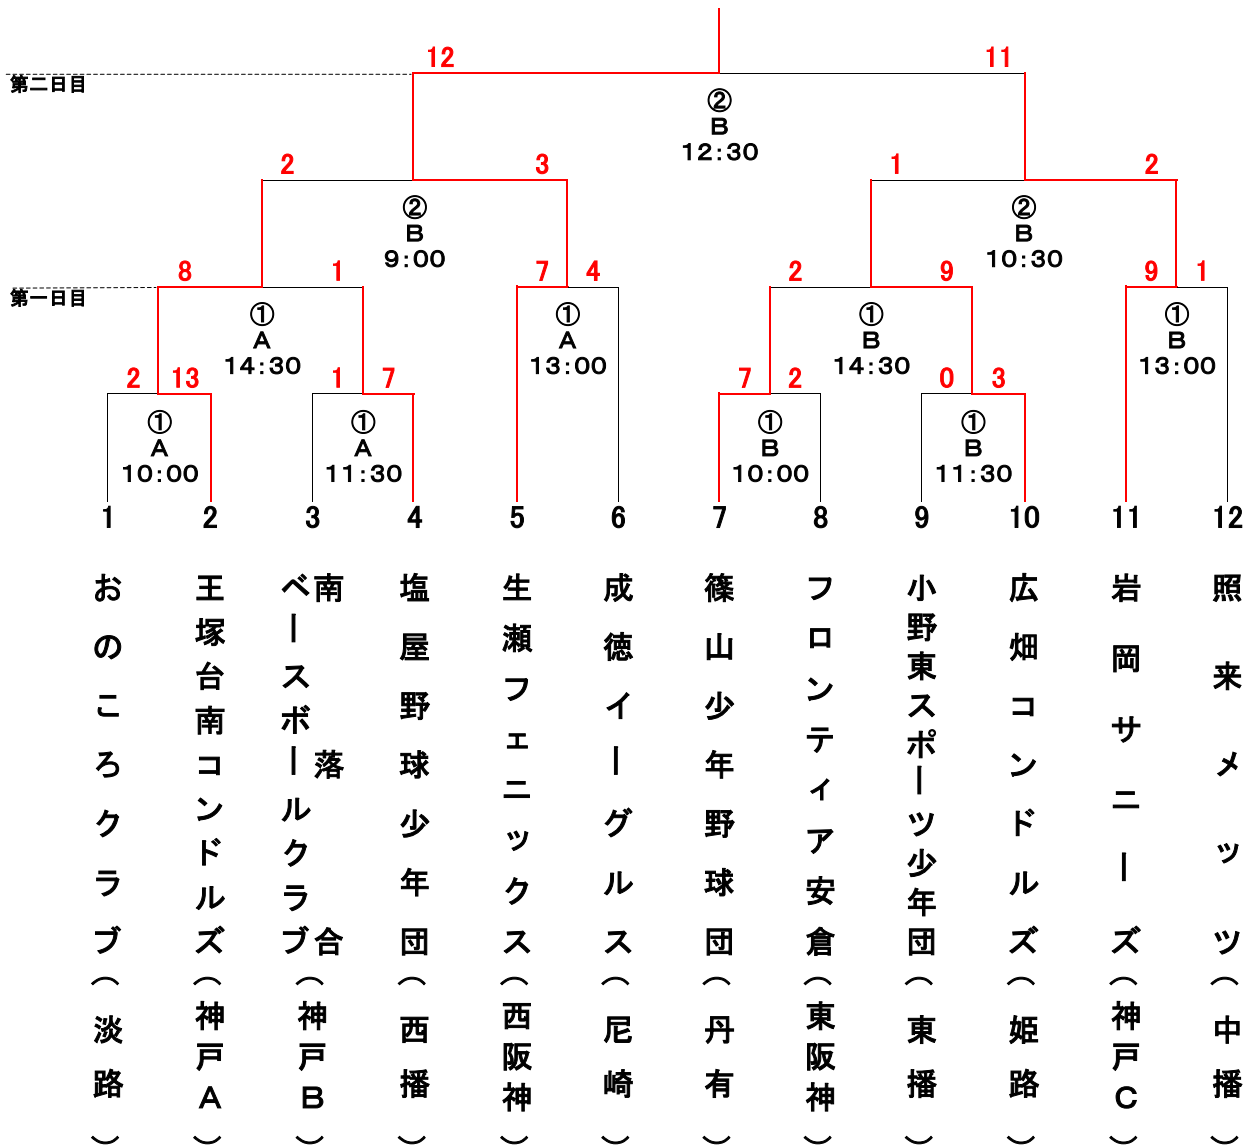 12
11
第二日目
②
B
12:30
2
3
1
2
②
B
9:00
②
B
10:30
8
1
7
4
2
9
9
1
第一日目
①
A
14:30
①
A
13:00
①
B
14:30
①
B
13:00
2
13
1
7
7
2
0
3
①
A
10:00
①
A
11:30
①
B
10:00
①
B
11:30
1
2
3
4
5
6
7
8
9
10
11
12
おのころクラブ(淡路)
王塚台南コンドルズ(神戸A)
南落合
ベースボールクラブ(神戸B)
塩屋野球少年団(西播)
生瀬フェニックス(西阪神)
成徳イーグルス(尼崎)
篠山少年野球団(丹有)
フロンティア安倉(東阪神)
小野東スポーツ少年団(東播)
広畑コンドルズ(姫路)
岩岡サニーズ(神戸C)
照来メッツ(中播)